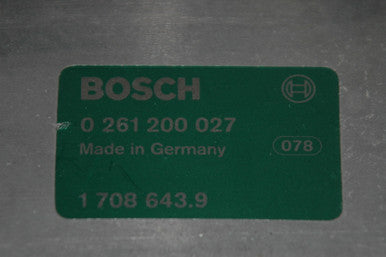 BOSCH
0 261 200 027
Made in Germany 078
1 708 643.9